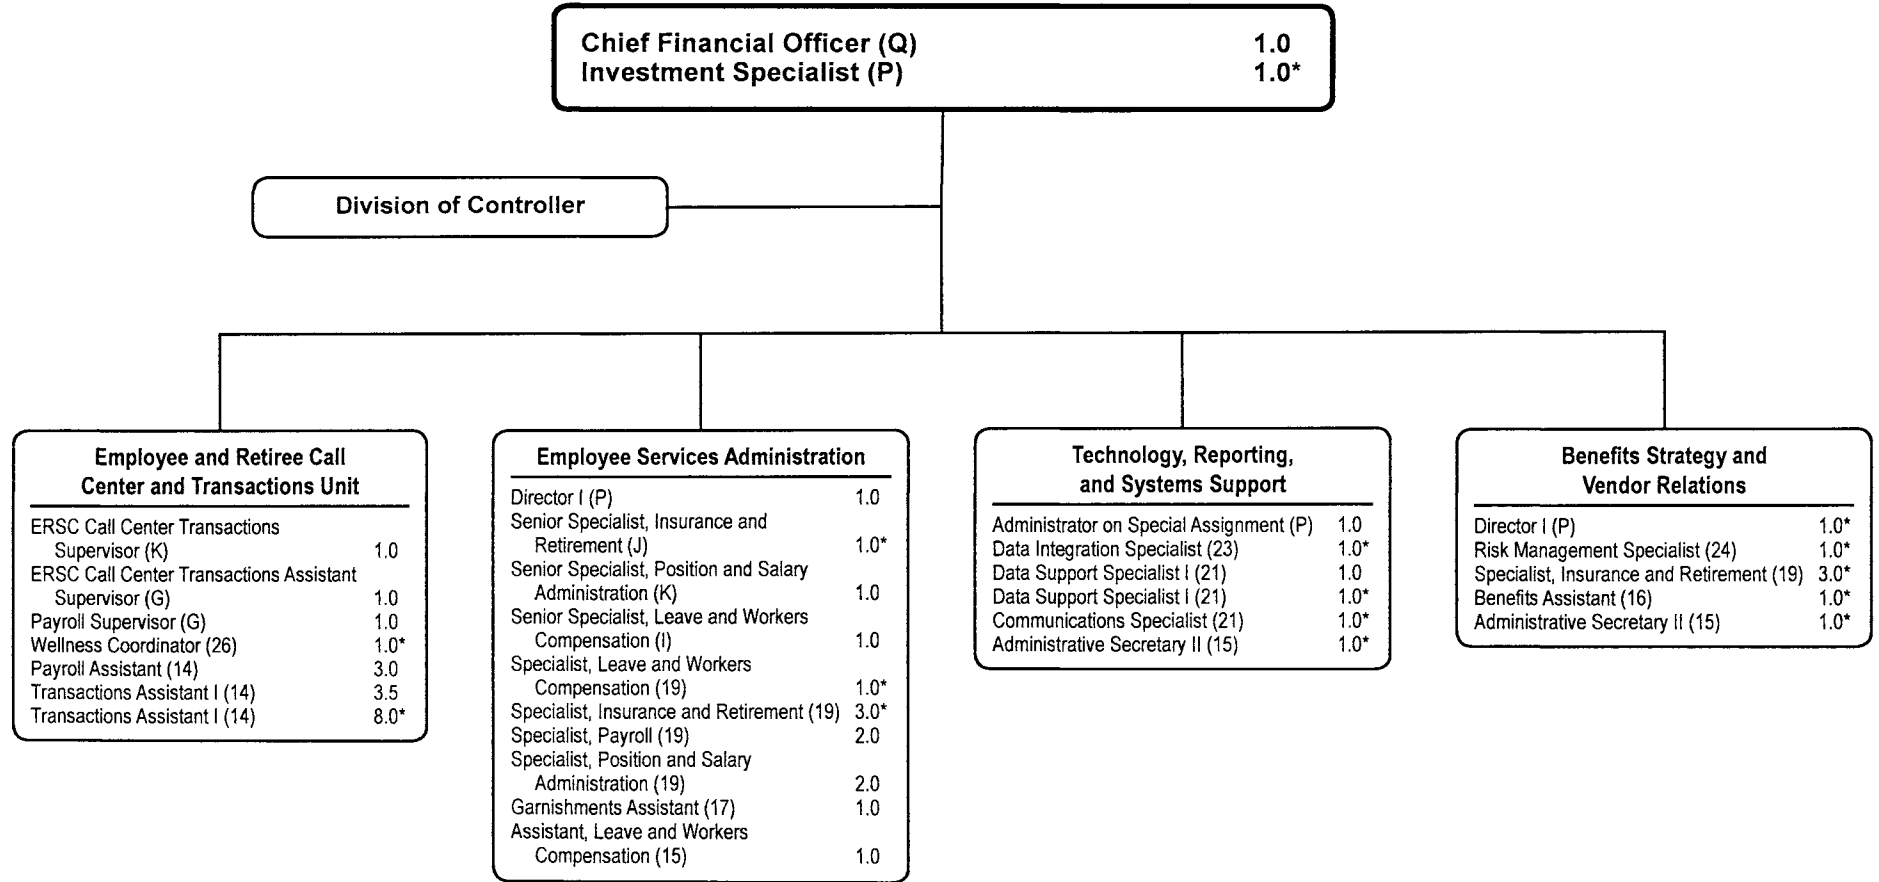 Chief Financial Officer (Q) 1.0
Investment Specialist (P) 1.0*
Division of Controller
Employee and Retiree Call
Center and Transactions Unit
ERSC Call Center Transactions
Supervisor (K) 1.0
ERSC Call Center Transactions Assistant
Supervisor (G) 1.0
Payroll Supervisor (G) 1.0
Wellness Coordinator (26) 1.0*
Payroll Assistant (14) 3.0
Transactions Assistant I (14) 3.5
Transactions Assistant I (14) 8.0*
Employee Services Administration
Director I (P) 1.0
Senior Specialist, Insurance and
Retirement (J) 1.0*
Senior Specialist, Position and Salary
Administration (K) 1.0
Senior Specialist, Leave and Workers
Compensation (I) 1.0
Specialist, Leave and Workers
Compensation (19) 1.0*
Specialist, Insurance and Retirement (19) 3.0*
Specialist, Payroll (19) 2.0
Specialist, Position and Salary
Administration (19) 2.0
Garnishments Assistant (17) 1.0
Assistant, Leave and Workers
Compensation (15) 1.0
Technology, Reporting,
and Systems Support
Administrator on Special Assignment (P) 1.0
Data Integration Specialist (23) 1.0*
Data Support Specialist I (21) 1.0
Data Support Specialist I (21) 1.0*
Communications Specialist (21) 1.0*
Administrative Secretary II (15) 1.0*
Benefits Strategy and
Vendor Relations
Director I (P) 1.0*
Risk Management Specialist (24) 1.0*
Specialist, Insurance and Retirement (19) 3.0*
Benefits Assistant (16) 1.0*
Administrative Secretary II (15) 1.0*